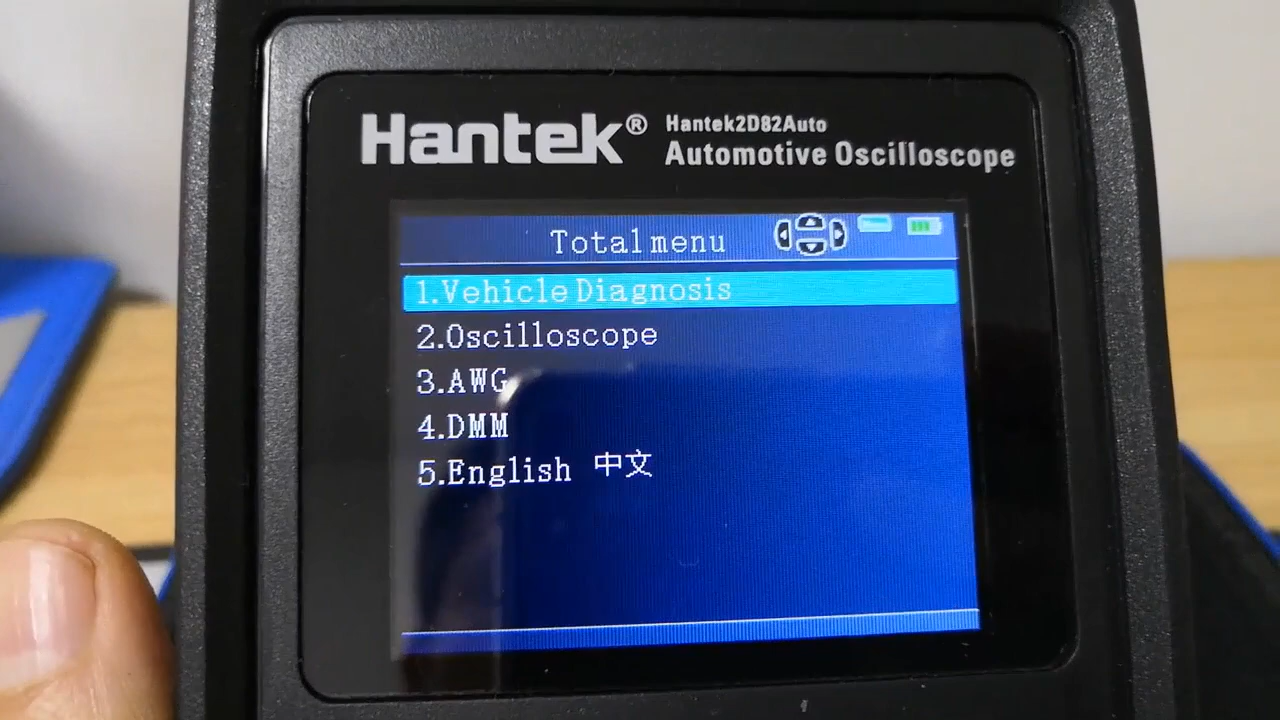 Hantek®
Hantek2D82Auto
Automotive Oscilloscope
Total menu
1.Vehicle Diagnosis
2.Oscilloscope
3.AWG
4.DMM
5.English 中文